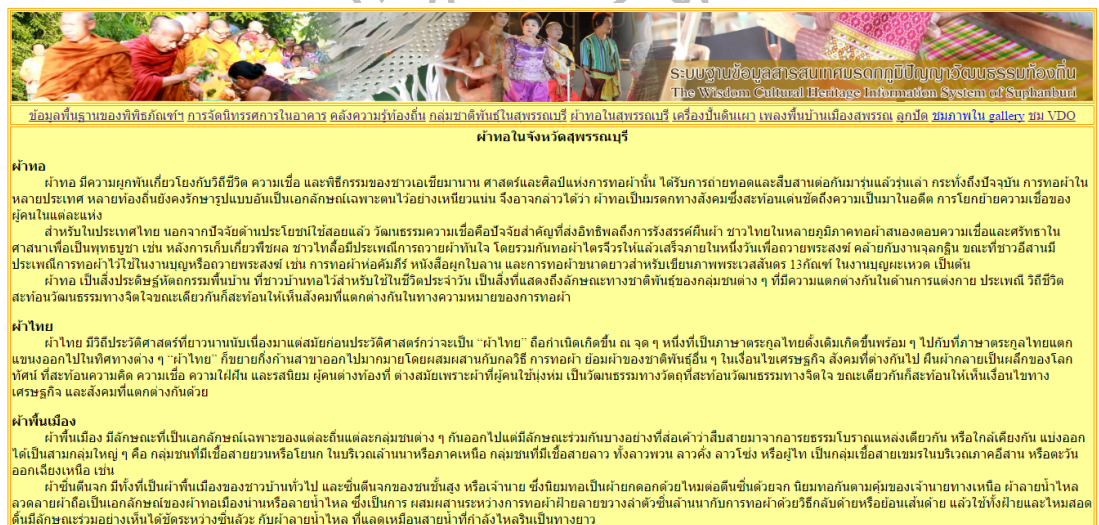 ระบบฐานข้อมูลสารสนเทศมรดกภูมิปัญญาวัฒนธรรมท้องถิ่น
The Wisdom Cultural Heritage Information System of Suphanburi
ข้อมูลพื้นฐานของพิพิธภัณฑ์ฯ การจัดนิทรรศการในอาคาร คลังความรู้ท้องถิ่น กลุ่มชาติพันธุ์ในสุพรรณบุรี ผ้าทอในสุพรรณบุรี เครื่องปั้นดินเผา เพลงพื้นบ้านเมืองสุพรรณ ลูกปัด ชมภาพใน gallery ชม VDO
ผ้าทอในจังหวัดสุพรรณบุรี
ผ้าทอ
ผ้าทอ มีความผูกพันเกี่ยวโยงกับวิถีชีวิต ความเชื่อ และพิธีกรรมของชาวเอเชียมานาน ศาสตร์และศิลป์แห่งการทอผ้านั้น ได้รับการถ่ายทอดและสืบสานต่อกันมารุ่นแล้วรุ่นเล่า กระทั่งถึงปัจจุบัน การทอผ้าใน
หลายประเทศ หลายท้องถิ่นยังคงรักษารูปแบบอันเป็นเอกลักษณ์เฉพาะตนไว้อย่างเหนียวแน่น จึงอาจกล่าวได้ว่า ผ้าทอเป็นมรดกทางสังคมซึ่งสะท้อนเด่นชัดถึงความเป็นมาในอดีต การโยกย้ายความเชื่อของ
ผู้คนในแต่ละแห่ง
สำหรับในประเทศไทย นอกจากปัจจัยด้านประโยชน์ใช้สอยแล้ว วัฒนธรรมความเชื่อคือปัจจัยสำคัญที่ส่งอิทธิพลถึงการรังสรรค์ผืนผ้า ชาวไทยในหลายภูมิภาคทอผ้าสนองตอบความเชื่อและศรัทธาใน
ศาสนาเพื่อเป็นพุทธบูชา เช่น หลังการเก็บเกี่ยวพืชผล ชาวไทลื้อมีประเพณีการถวายผ้าทันใจ โดยรวมกันทอผ้าไตรจีวรให้แล้วเสร็จภายในหนึ่งวันเพื่อถวายพระสงฆ์ คล้ายกับงานจุลกฐิน ขณะที่ชาวอีสานมี
ประเพณีการทอผ้าไว้ใช้ในงานบุญหรือถวายพระสงฆ์ เช่น การทอผ้าห่อคัมภีร์ หนังสือผูกใบลาน และการทอผ้าขนาดยาวสำหรับเขียนภาพพระเวสสันดร 13กัณฑ์ ในงานบุญผะเหวด เป็นต้น
ผ้าทอ เป็นสิ่งประดิษฐ์หัตถกรรมพื้นบ้าน ที่ชาวบ้านทอไว้สำหรับใช้ในชีวิตประจำวัน เป็นสิ่งที่แสดงถึงลักษณะทางชาติพันธุ์ของกลุ่มชนต่าง ๆ ที่มีความแตกต่างกันในด้านการแต่งกาย ประเพณี วิถีชีวิต
สะท้อนวัฒนธรรมทางจิตใจขณะเดียวกันก็สะท้อนให้เห็นสังคมที่แตกต่างกันในทางความหมายของการทอผ้า
ผ้าไทย
ผ้าไทย มีวิถีประวัติศาสตร์ที่ยาวนานนับเนื่องมาแต่สมัยก่อนประวัติศาสตร์กว่าจะเป็น “ผ้าไทย” ถือกำเนิดเกิดขึ้น ณ จุด ๆ หนึ่งที่เป็นภาษาตระกูลไทยดั้งเดิมเกิดขึ้นพร้อม ๆ ไปกับที่ภาษาตระกูลไทยแตก
แขนงออกไปในทิศทางต่าง ๆ “ผ้าไทย” ก็ขยายกิ่งก้านสาขาออกไปมากมายโดยผสมผสานกับกลวิธี การทอผ้า ย้อมผ้าของชาติพันธุ์อื่น ๆ ในเงื่อนไขเศรษฐกิจ สังคมที่ต่างกันไป ผืนผ้ากลายเป็นผลึกของโลก
ทัศน์ ที่สะท้อนความคิด ความเชื่อ ความใฝ่ฝัน และรสนิยม ผู้คนต่างท้องที่ ต่างสมัยเพราะผ้าที่ผู้คนใช้นุ่งห่ม เป็นวัฒนธรรมทางวัตถุที่สะท้อนวัฒนธรรมทางจิตใจ ขณะเดียวกันก็สะท้อนให้เห็นเงื่อนไขทาง
เศรษฐกิจ และสังคมที่แตกต่างกันด้วย
ผ้าพื้นเมือง
ผ้าพื้นเมือง มีลักษณะที่เป็นเอกลักษณ์เฉพาะของแต่ละถิ่นแต่ละกลุ่มชนต่าง ๆ กันออกไปแต่มีลักษณะร่วมกันบางอย่างที่ส่อเค้าว่าสืบสายมาจากอารยธรรมโบราณแหล่งเดียวกัน หรือใกล้เคียงกัน แบ่งออก
ได้เป็นสามกลุ่มใหญ่ ๆ คือ กลุ่มชนที่มีเชื้อสายยวนหรือโยนก ในบริเวณล้านนาหรือภาคเหนือ กลุ่มชนที่มีเชื้อสายลาว ทั้งลาวพวน ลาวคั่ง ลาวโซ่ง หรือผู้ไท เป็นกลุ่มเชื้อสายเขมรในบริเวณภาคอีสาน หรือตะวัน
ออกเฉียงเหนือ เช่น
ผ้าซิ่นตีนจก มีทั้งที่เป็นผ้าพื้นเมืองของชาวบ้านทั่วไป และซิ่นตีนจกของชนชั้นสูง หรือเจ้านาย ซึ่งนิยมทอเป็นผ้ายกดอกด้วยไหมต่อตีนซิ่นด้วยจก นิยมทอกันตามคุ้มของเจ้านายทางเหนือ ผ้าลายน้ำไหล
ลวดลายผ้าถือเป็นเอกลักษณ์ของผ้าทอเมืองน่านหรือลายน้ำไหล ซึ่งเป็นการ ผสมผสานระหว่างการทอผ้าฝ้ายลายขวางลำตัวซิ่นล้านนากับการทอผ้าด้วยวิธีกลับด้ายหรือย้อนเส้นด้าย แล้วใช้ทั้งฝ้ายและไหมสอด
ดิ้นมีลักษณะร่วมอย่างเห็นได้ชัดระหว่างซิ่นลัวะ กับผ้าลายน้ำไหล ที่แลดูเหมือนสายน้ำที่กำลังไหลรินเป็นทางยาว